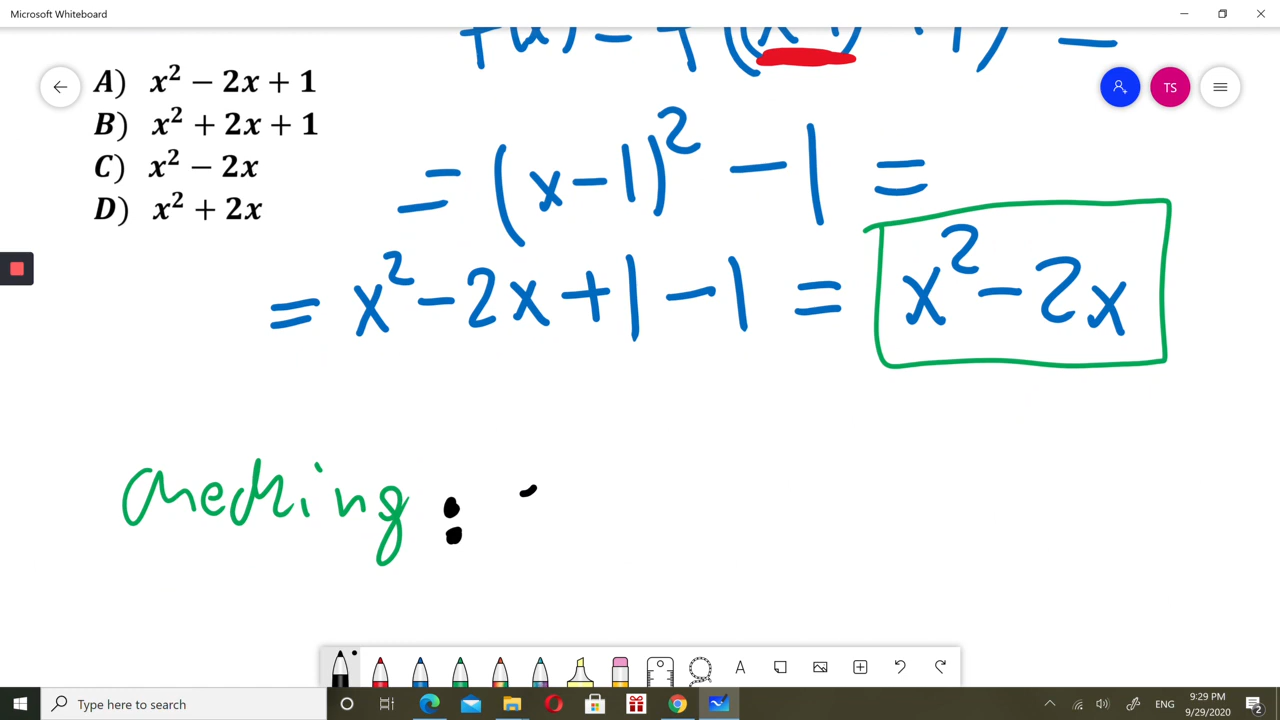 Microsoft Whiteboard
A) x² − 2x + 1
B) x² + 2x + 1
C) x² − 2x
D) x² + 2x
TS
= (x-1)² - 1 =
= x² - 2x + 1 - 1 = x² - 2x
checking :
Type here to search
ENG
9:29 PM
9/29/2020
2